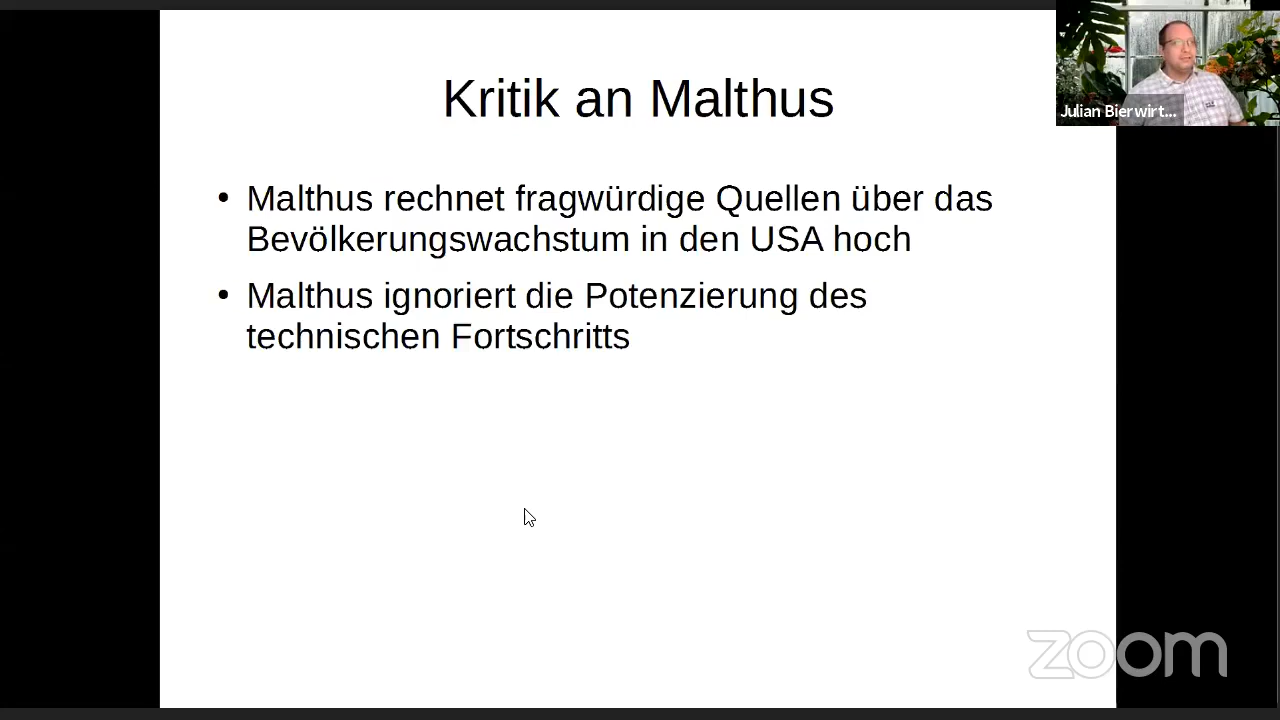 Kritik an Malthus
• Malthus rechnet fragwürdige Quellen über das
Bevölkerungswachstum in den USA hoch
• Malthus ignoriert die Potenzierung des
technischen Fortschritts
Julian Bierwirt...
zoom